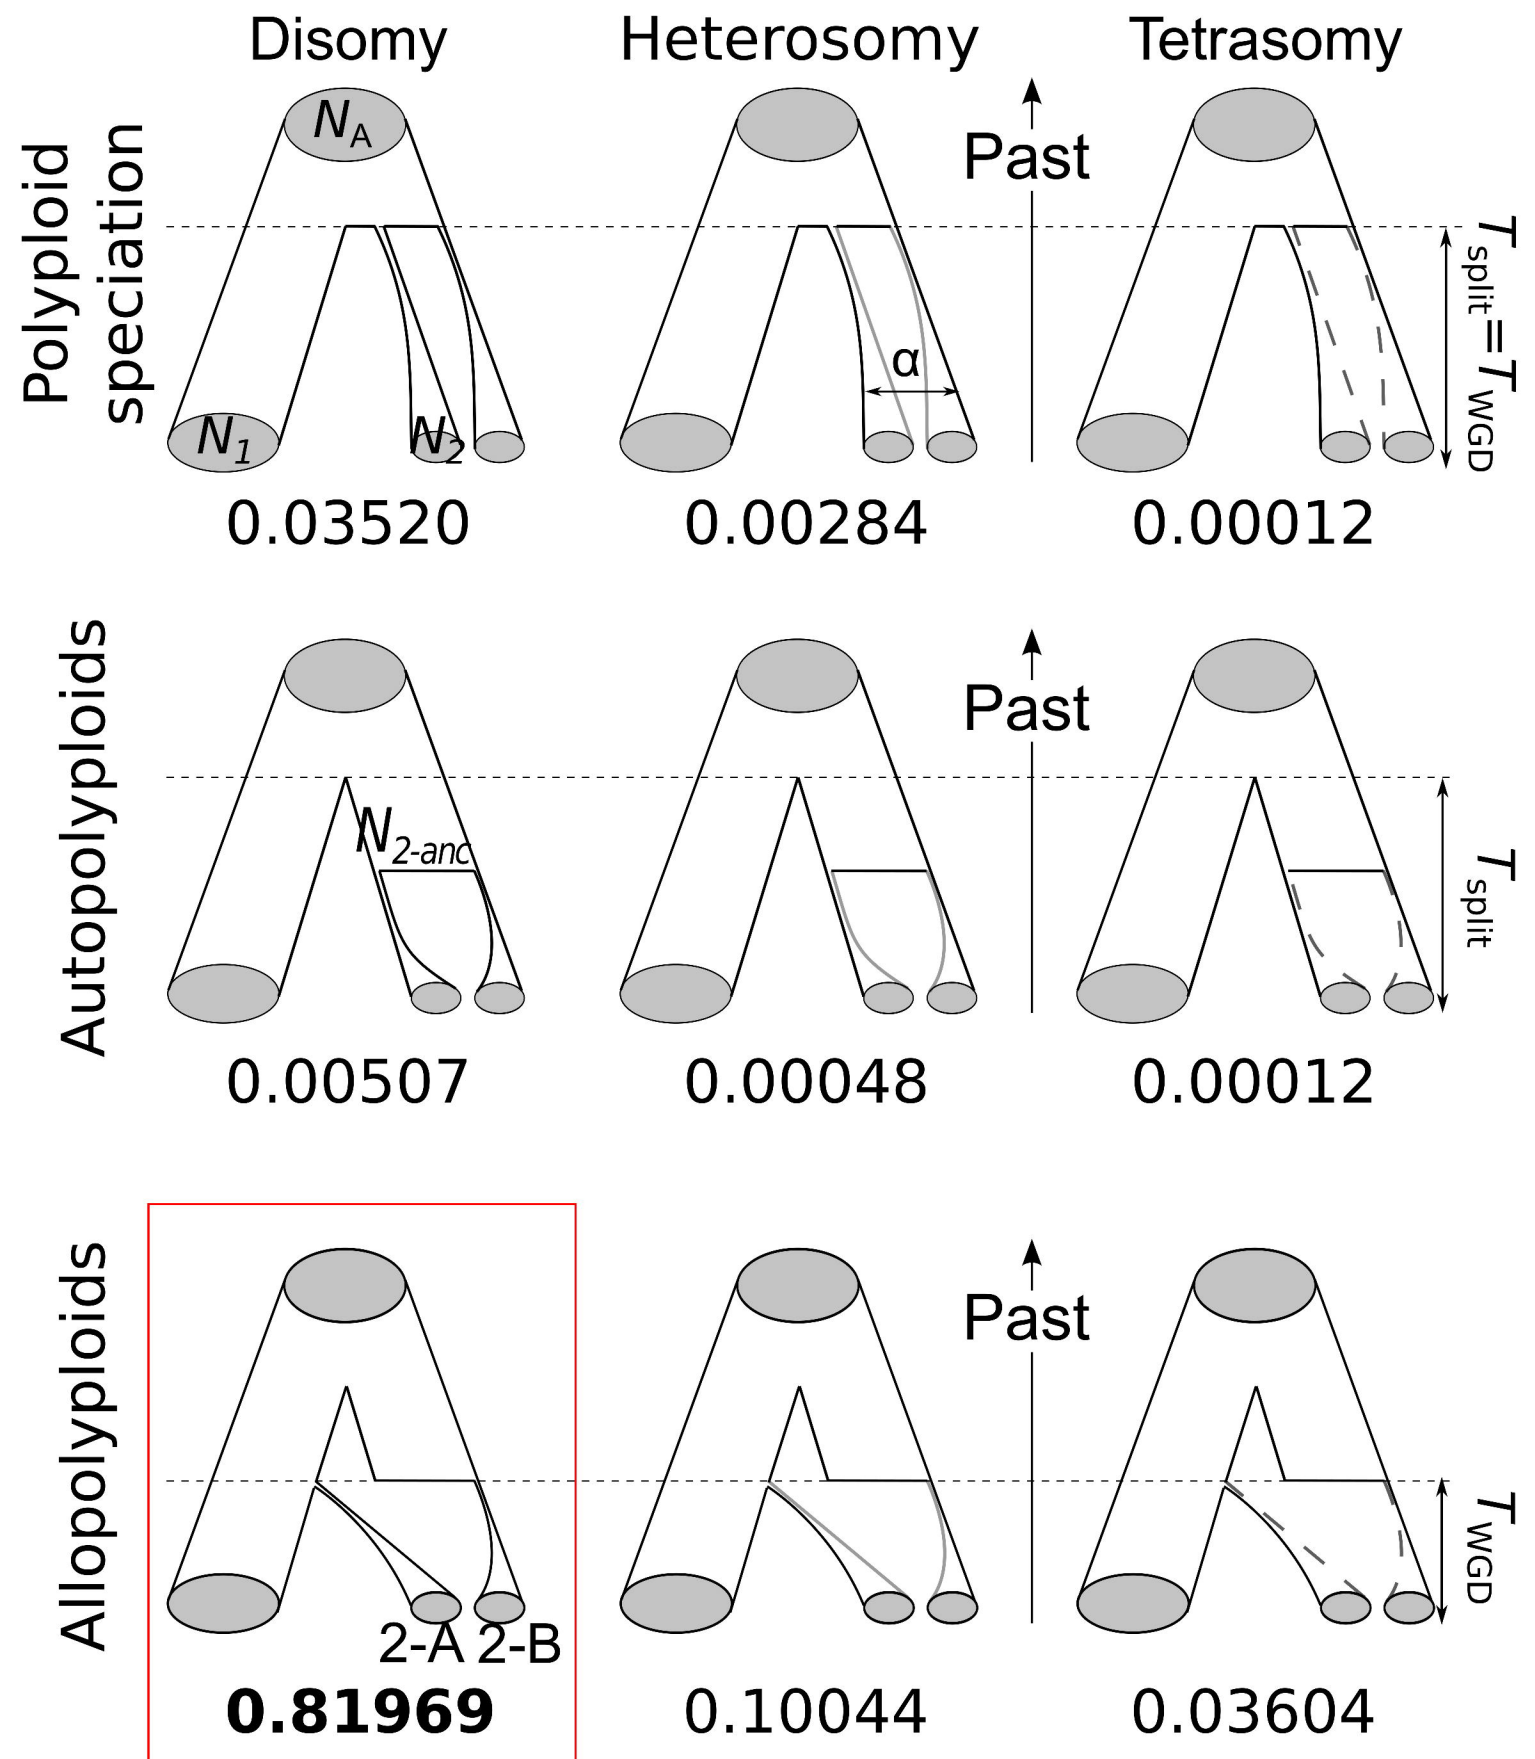 Disomy Heterosomy Tetrasomy
Polyploid
speciation
NA
Past
Tsplit=TWGD
α
N1 N2
0.03520 0.00284 0.00012
Autopolyploids
Past
N2-anc
Tsplit
0.00507 0.00048 0.00012
Allopolyploids
Past
TWGD
2-A 2-B
0.81969 0.10044 0.03604